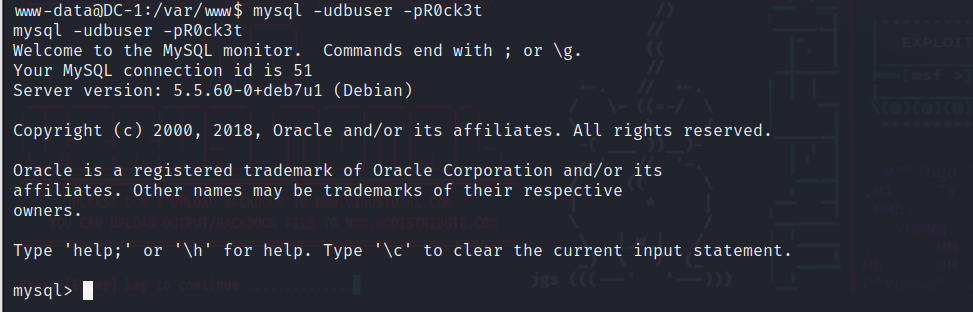 www-data@DC-1:/var/www$ mysql -udbuser -pR0ck3t
mysql -udbuser -pR0ck3t
Welcome to the MySQL monitor.  Commands end with ; or \g.
Your MySQL connection id is 51
Server version: 5.5.60-0+deb7u1 (Debian)
Copyright (c) 2000, 2018, Oracle and/or its affiliates. All rights reserved.
Oracle is a registered trademark of Oracle Corporation and/or its
affiliates. Other names may be trademarks of their respective
owners.
Type 'help;' or '\h' for help. Type '\c' to clear the current input statement.
mysql>
EXPLOIT
=[msf >
jgs